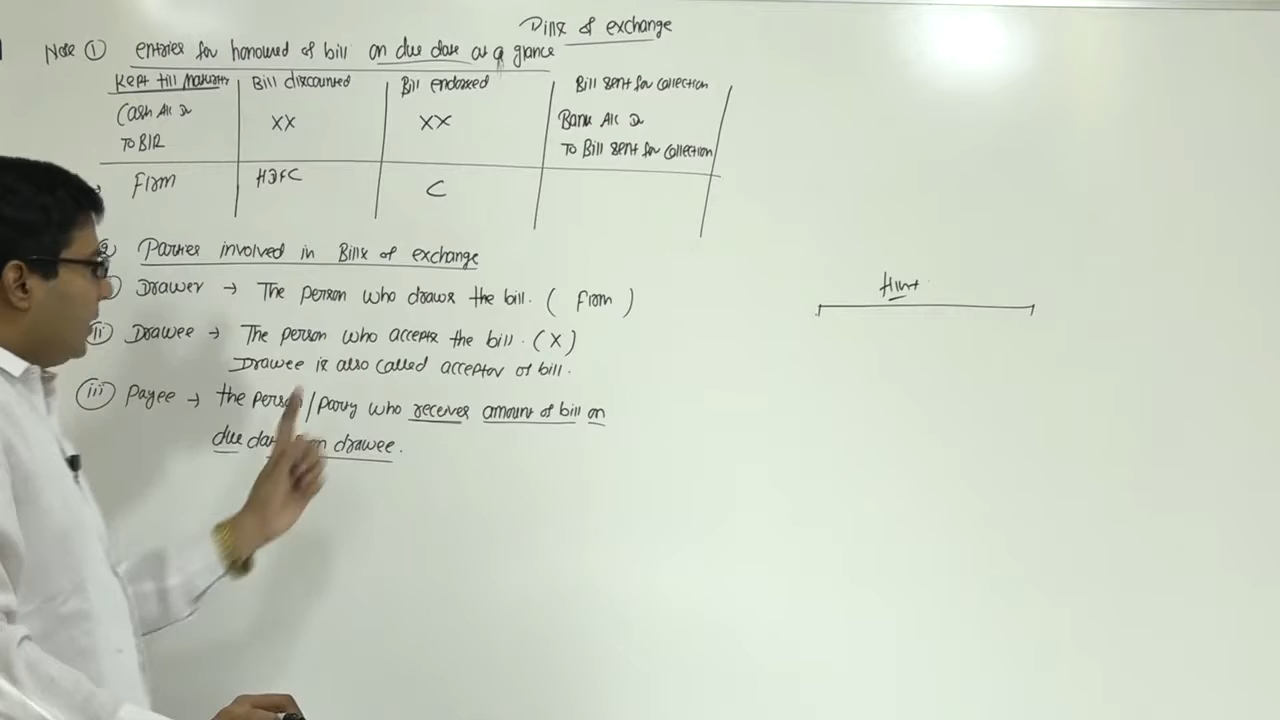 Bills of exchange
Note ① entries for honoured of bill on due date at a glance
Kept till maturity Bill discounted Bill endorsed Bill sent for collection
Cash A/c Dr XX XX Bank A/c Dr
To B/R To Bill sent for collection
Firm HDFC C
Parties involved in Bills of exchange
Drawer → The person who draws the bill. ( Firm )
ii) Drawee → The person who accepts the bill. (X)
Drawee is also called acceptor of bill.
iii) Payee → the person/party who receives amount of bill on
due drawee.